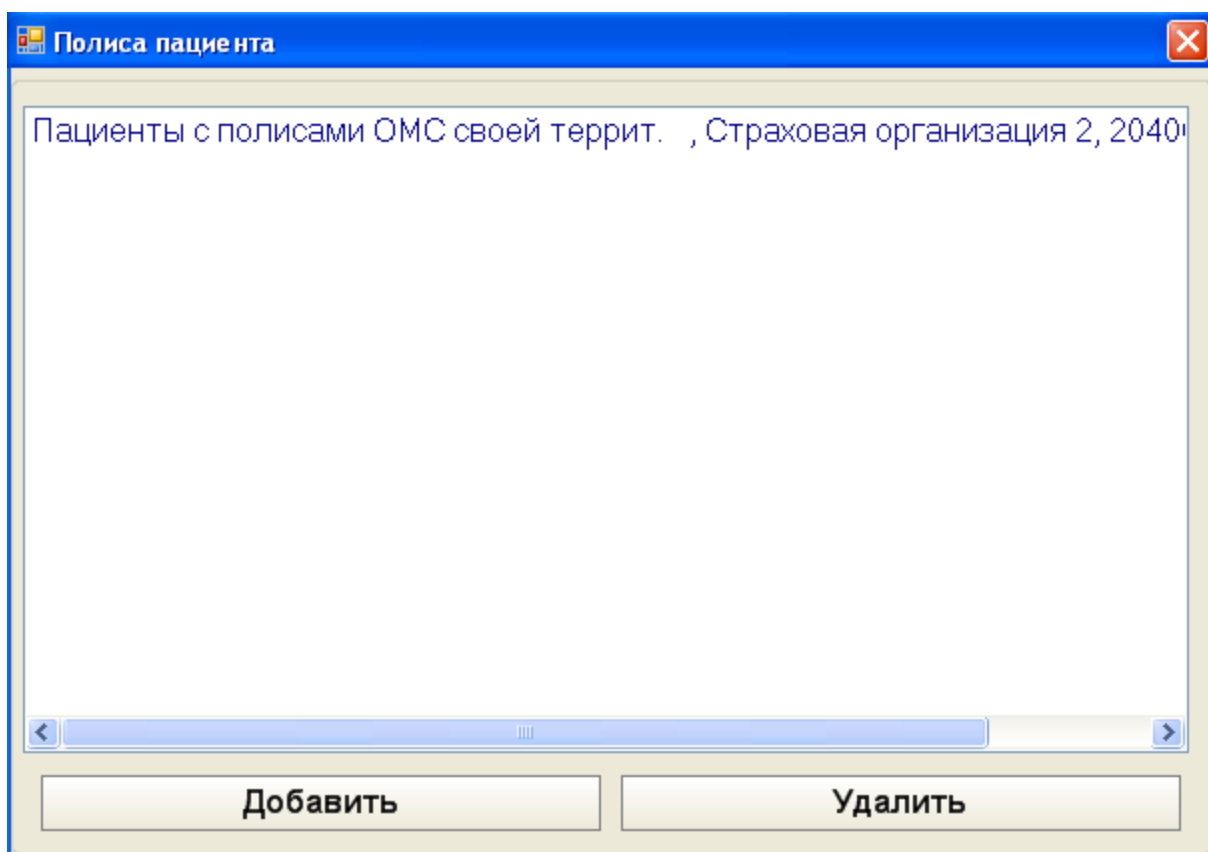 Полиса пациента
Пациенты с полисами ОМС своей террит. , Страховая организация 2, 2040
Добавить
Удалить